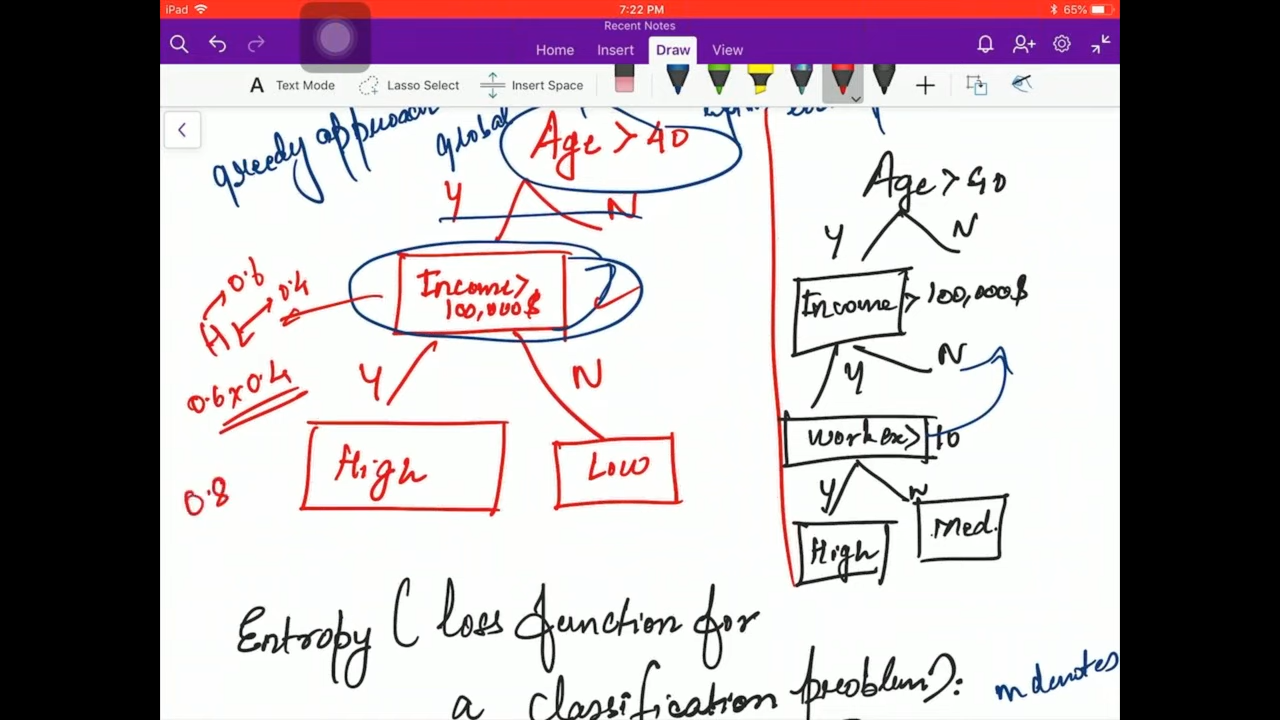 iPad 7:22 PM 65%
Recent Notes
Home Insert Draw View
A Text Mode Lasso Select Insert Space
greedy approach
global
Age > 40
Y N
Income >
100,000$
H L
0.6
0.4
0.6x0.4
0.8
Y N
High Low
Age > 40
Y N
Income > 100,000$
Y N
workex > 10
Y N
High Med.
Entropy ( loss function for
a classification problem):
m denotes